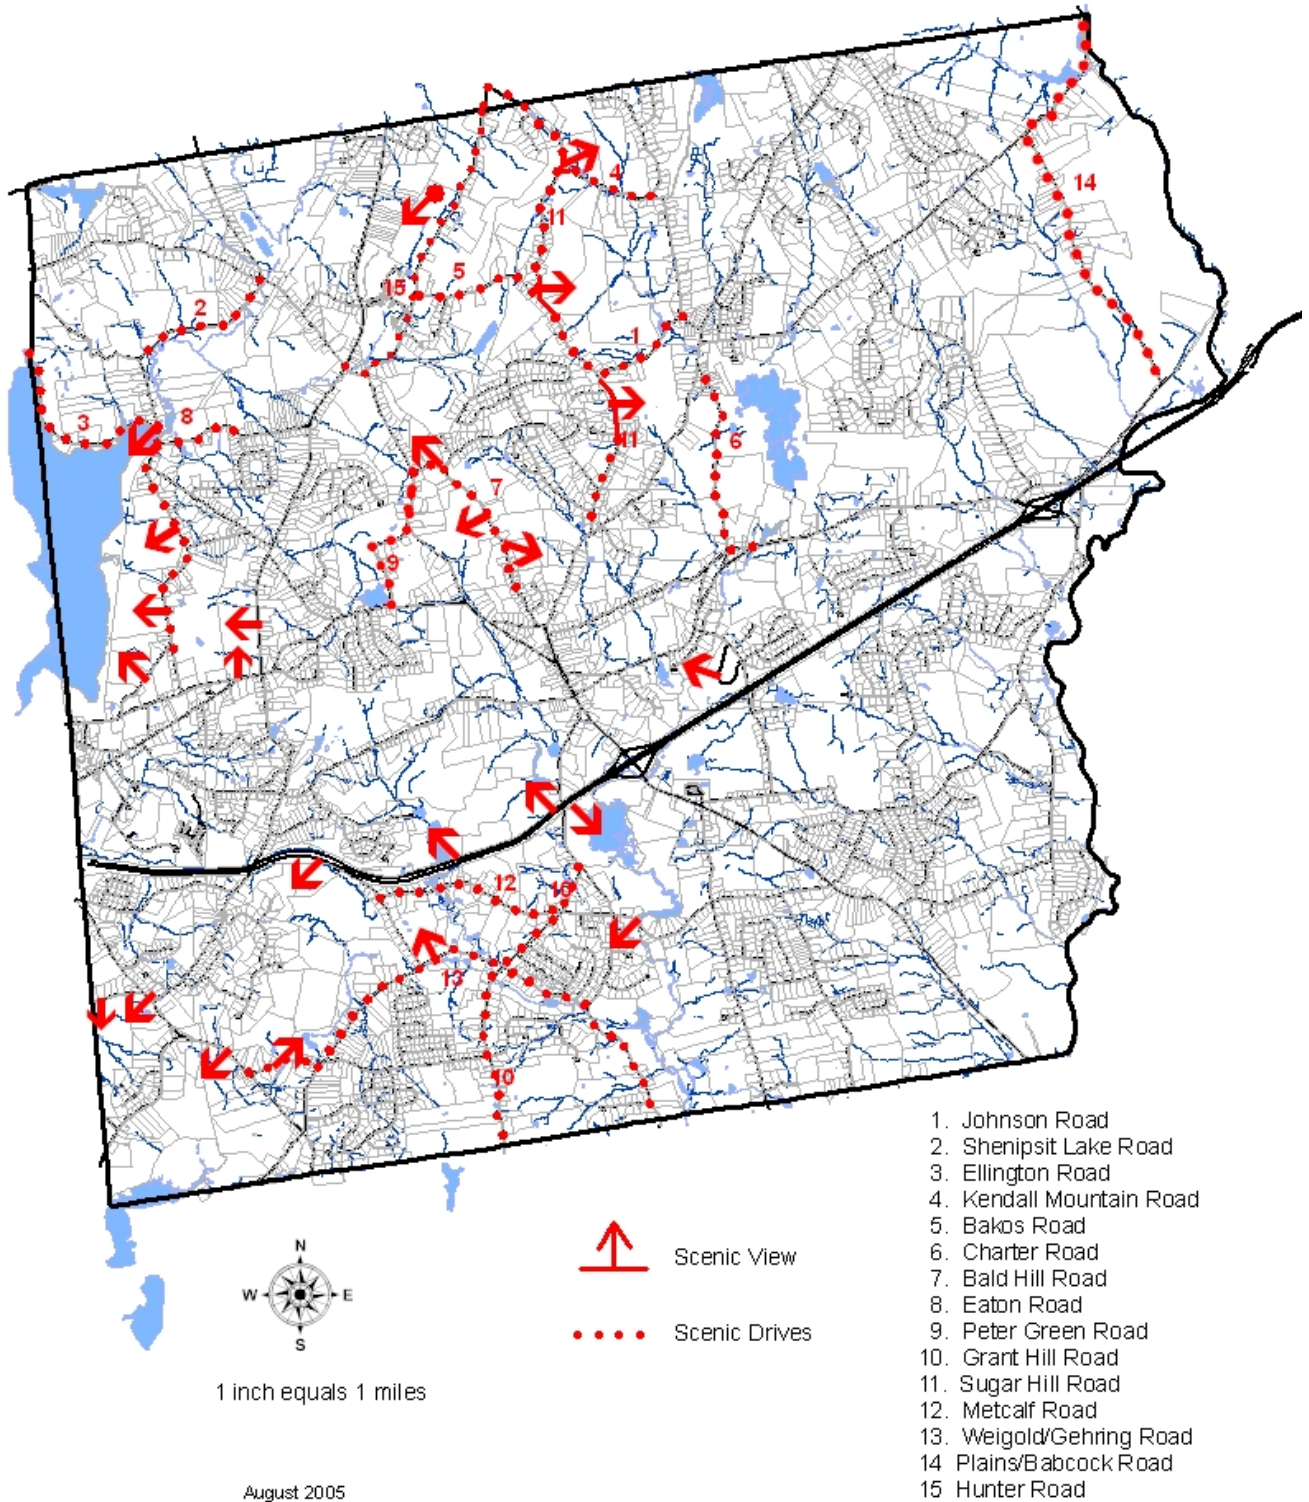 14
4
11
5
15
2
1
3
8
11
6
7
9
12
10
13
10
1. Johnson Road
2. Shenipsit Lake Road
3. Ellington Road
4. Kendall Mountain Road
5. Bakos Road
6. Charter Road
7. Bald Hill Road
8. Eaton Road
9. Peter Green Road
10. Grant Hill Road
11. Sugar Hill Road
12. Metcalf Road
13. Weigold/Gehring Road
14 Plains/Babcock Road
15 Hunter Road
N
W E
S
Scenic View
Scenic Drives
1 inch equals 1 miles
August 2005